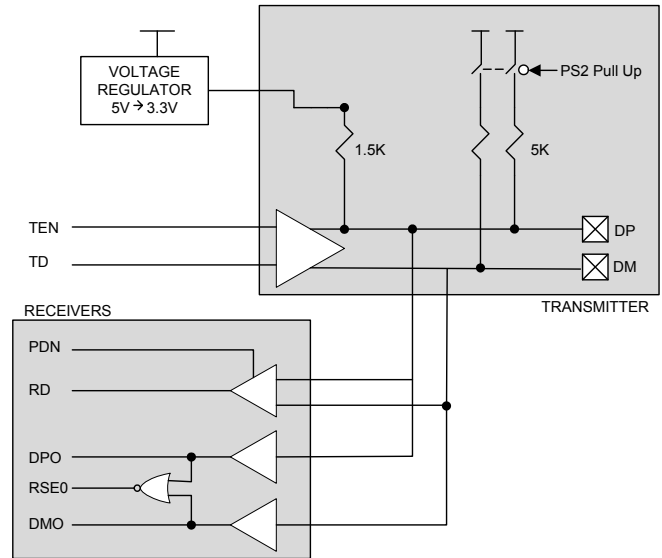 VOLTAGE
REGULATOR
5V → 3.3V
PS2 Pull Up
1.5K
5K
TEN
TD
DP
DM
TRANSMITTER
RECEIVERS
PDN
RD
DPO
RSE0
DMO